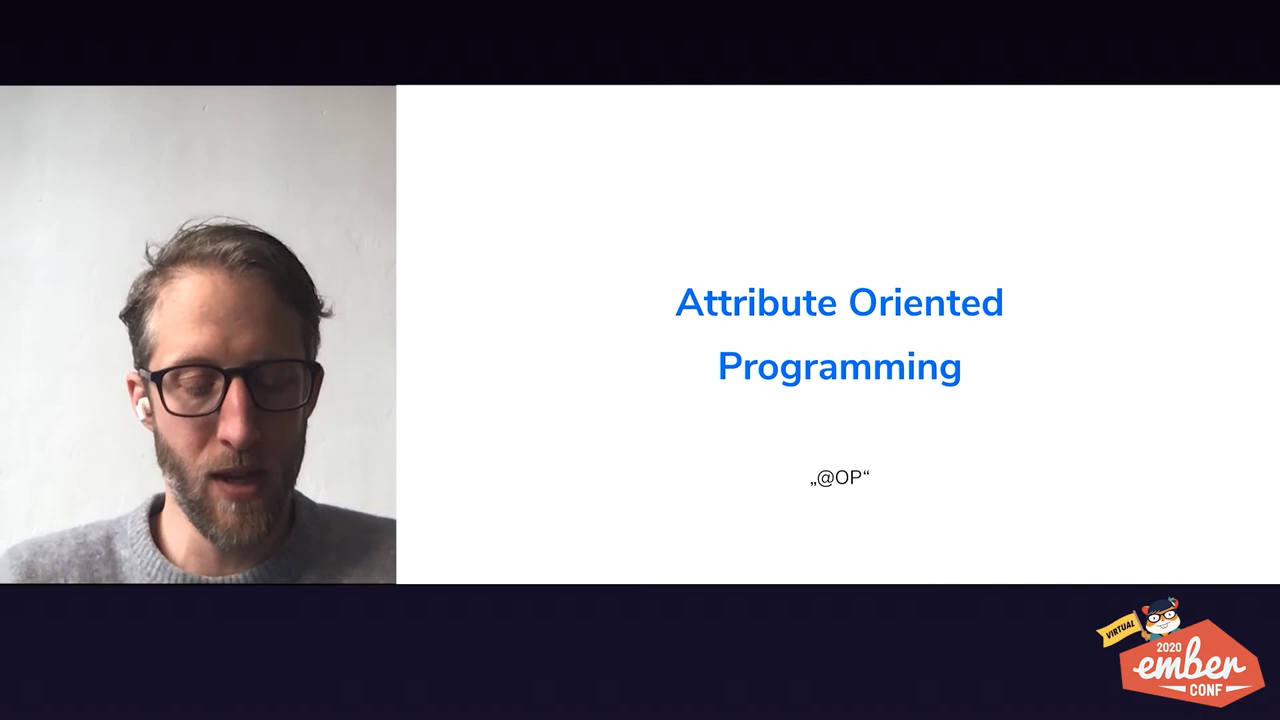 Attribute Oriented
Programming
„@OP“
VIRTUAL
2020
ember
CONF